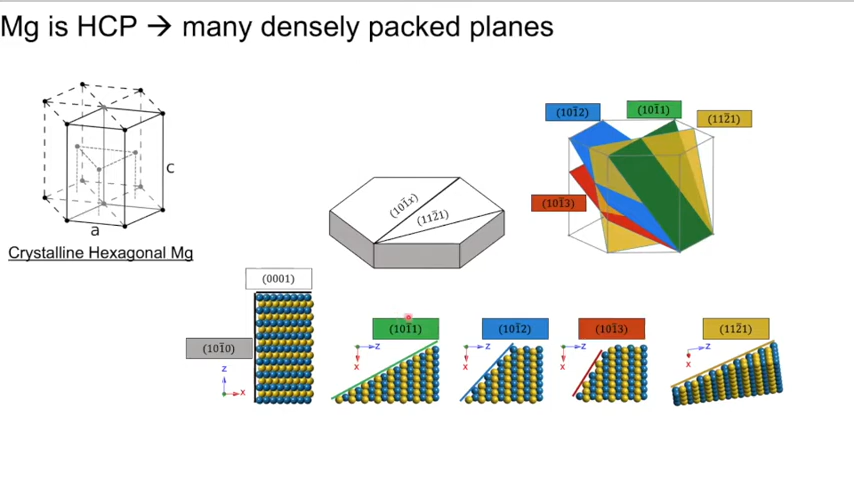 Mg is HCP → many densely packed planes
c
a
Crystalline Hexagonal Mg
(101̄x)
(112̄1)
(101̄2)
(101̄1)
(112̄1)
(101̄3)
(0001)
(101̄0)
z
x
(101̄1)
z
x
(101̄2)
z
x
(101̄3)
z
x
(112̄1)
z
x